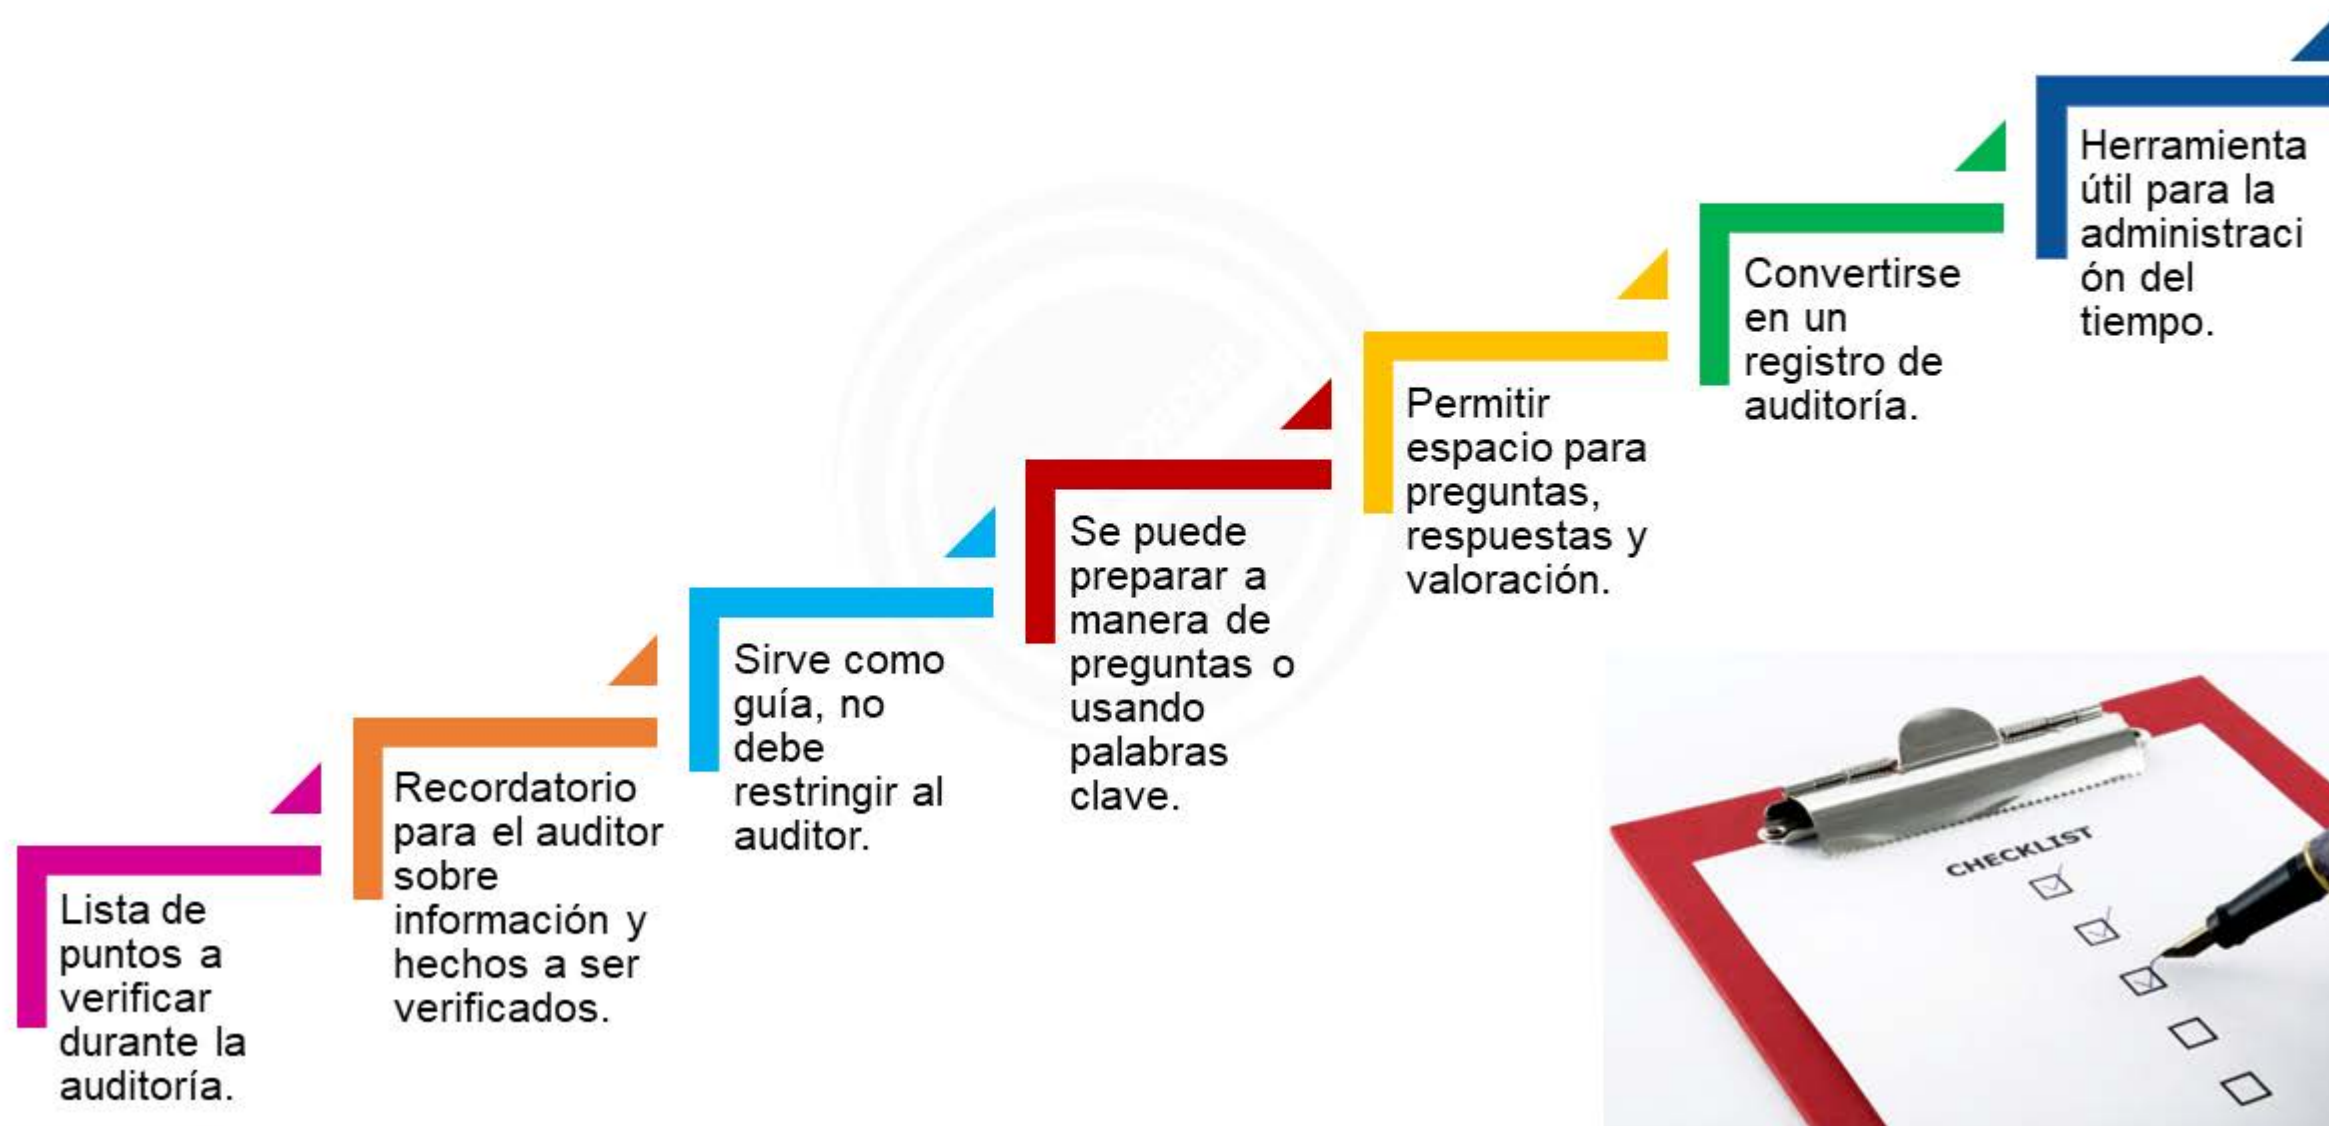 Lista de
puntos a
verificar
durante la
auditoría.
Recordatorio
para el auditor
sobre
información y
hechos a ser
verificados.
Sirve como
guía, no
debe
restringir al
auditor.
Se puede
preparar a
manera de
preguntas o
usando
palabras
clave.
Permitir
espacio para
preguntas,
respuestas y
valoración.
Convertirse
en un
registro de
auditoría.
Herramienta
útil para la
administraci
ón del
tiempo.
CHECKLIST